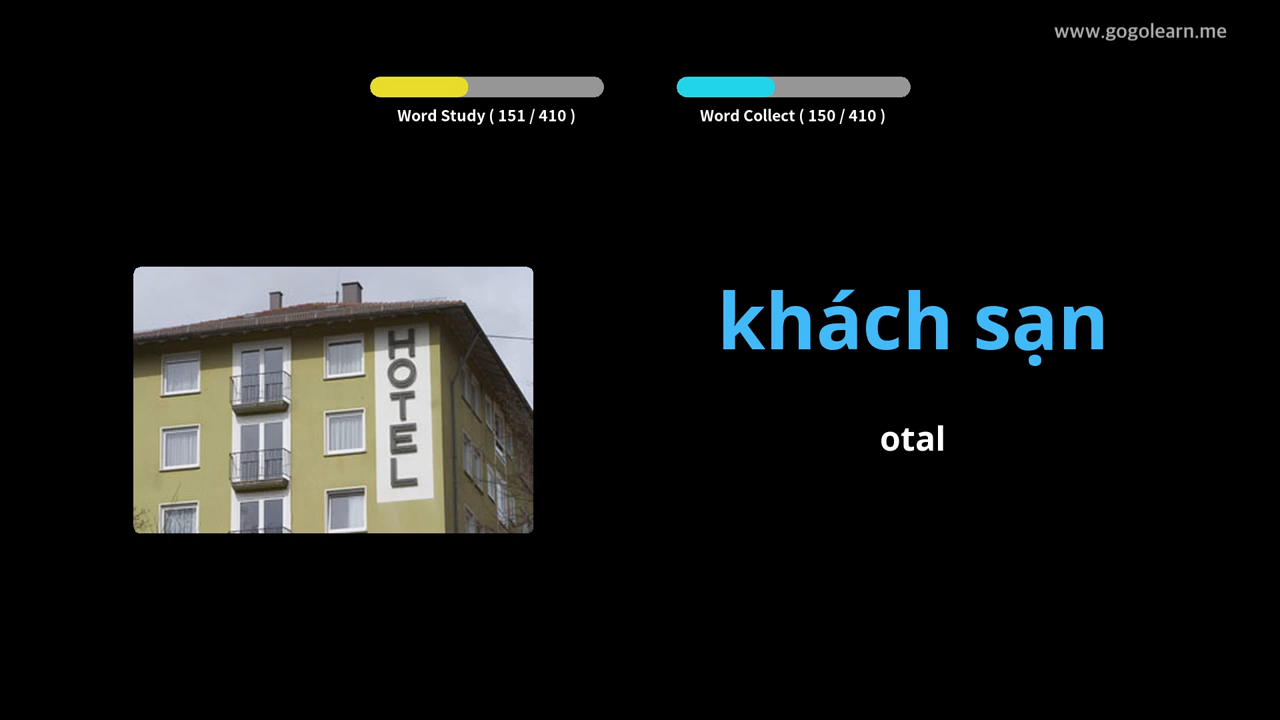 www.gogolearn.me
Word Study ( 151 / 410 )
Word Collect ( 150 / 410 )
HOTEL
khách sạn
otal